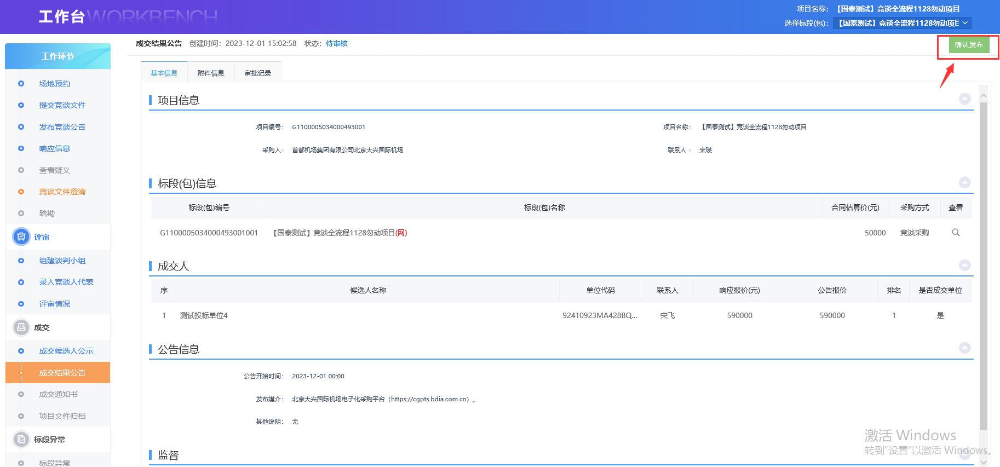 工作台WORKBENCH
项目名称： 【国泰测试】竞谈全流程1128勿动项目
选择标段(包)： 【国泰测试】竞谈全流程1128勿动项目
成交结果公告 创建时间：2023-12-01 15:02:58 状态：待审核
确认发布
工作环节
场地预约
提交竞谈文件
发布竞谈公告
响应信息
查看疑义
竞谈文件澄清
踏勘
评审
组建谈判小组
录入竞谈人代表
评审情况
成交
成交候选人公示
成交结果公告
成交通知书
项目文件归档
标段异常
标段异常
基本信息 附件信息 审批记录
项目信息
项目编号： G1100005034000493001 项目名称： 【国泰测试】竞谈全流程1128勿动项目
采购人： 首都机场集团有限公司北京大兴国际机场 联系人： 宋瑛
标段(包)信息
标段(包)编号 标段(包)名称 合同估算价(元) 采购方式 查看
G1100005034000493001001 【国泰测试】竞谈全流程1128勿动项目(网) 50000 竞谈采购
成交人
序 候选人名称 单位代码 联系人 响应报价(元) 公告报价 排名 是否成交单位
1 测试投标单位4 92410923MA428BQ... 宋飞 590000 590000 1 是
公告信息
公告开始时间： 2023-12-01 00:00
发布媒介： 北京大兴国际机场电子化采购平台（https://cgpts.bdia.com.cn）。
其他说明： 无
监督
激活 Windows
转到“设置”以激活 Windows。